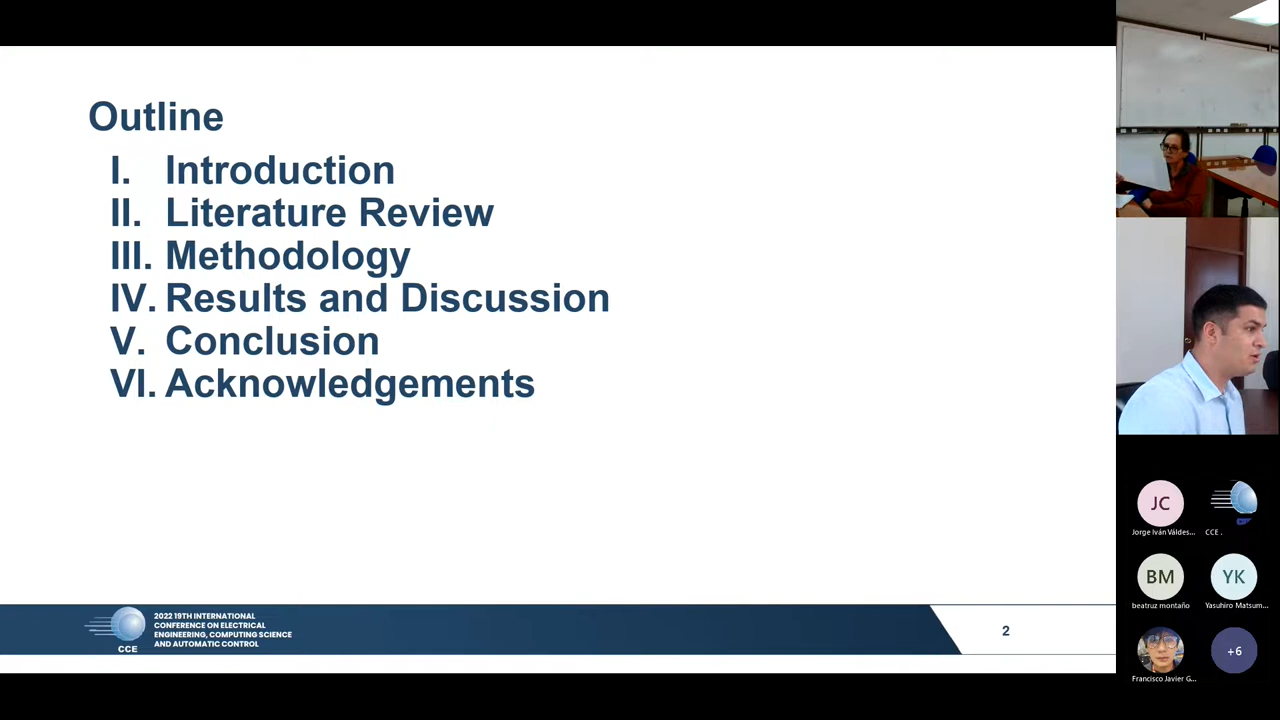 Outline
I. Introduction
II. Literature Review
III. Methodology
IV. Results and Discussion
V. Conclusion
VI. Acknowledgements
2022 19TH INTERNATIONAL
CONFERENCE ON ELECTRICAL
ENGINEERING, COMPUTING SCIENCE
AND AUTOMATIC CONTROL
CCE
2
JC
Jorge Iván Váldes...
CCE .
BM
YK
beatruz montaño
Yasuhiro Matsum...
Francisco Javier G...
+6